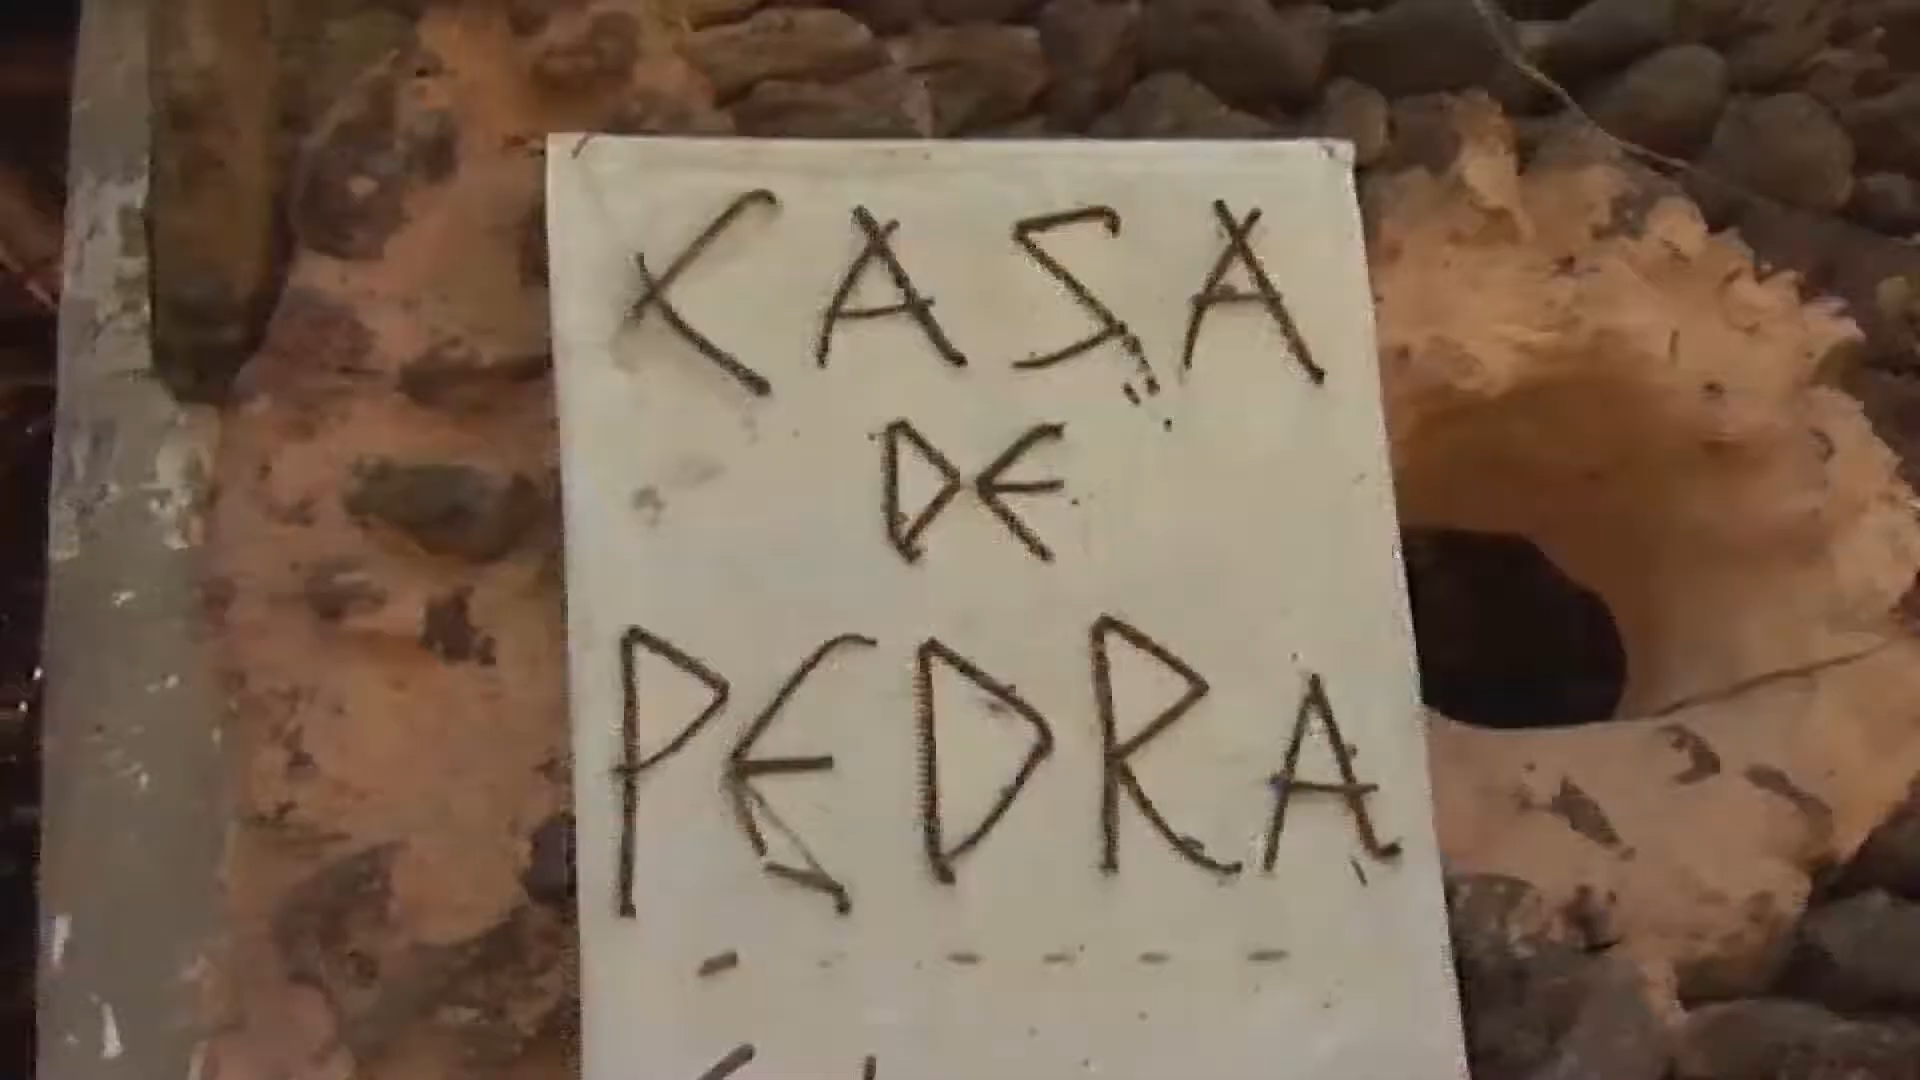 CASA
DE
PEDRA
- - - - - -